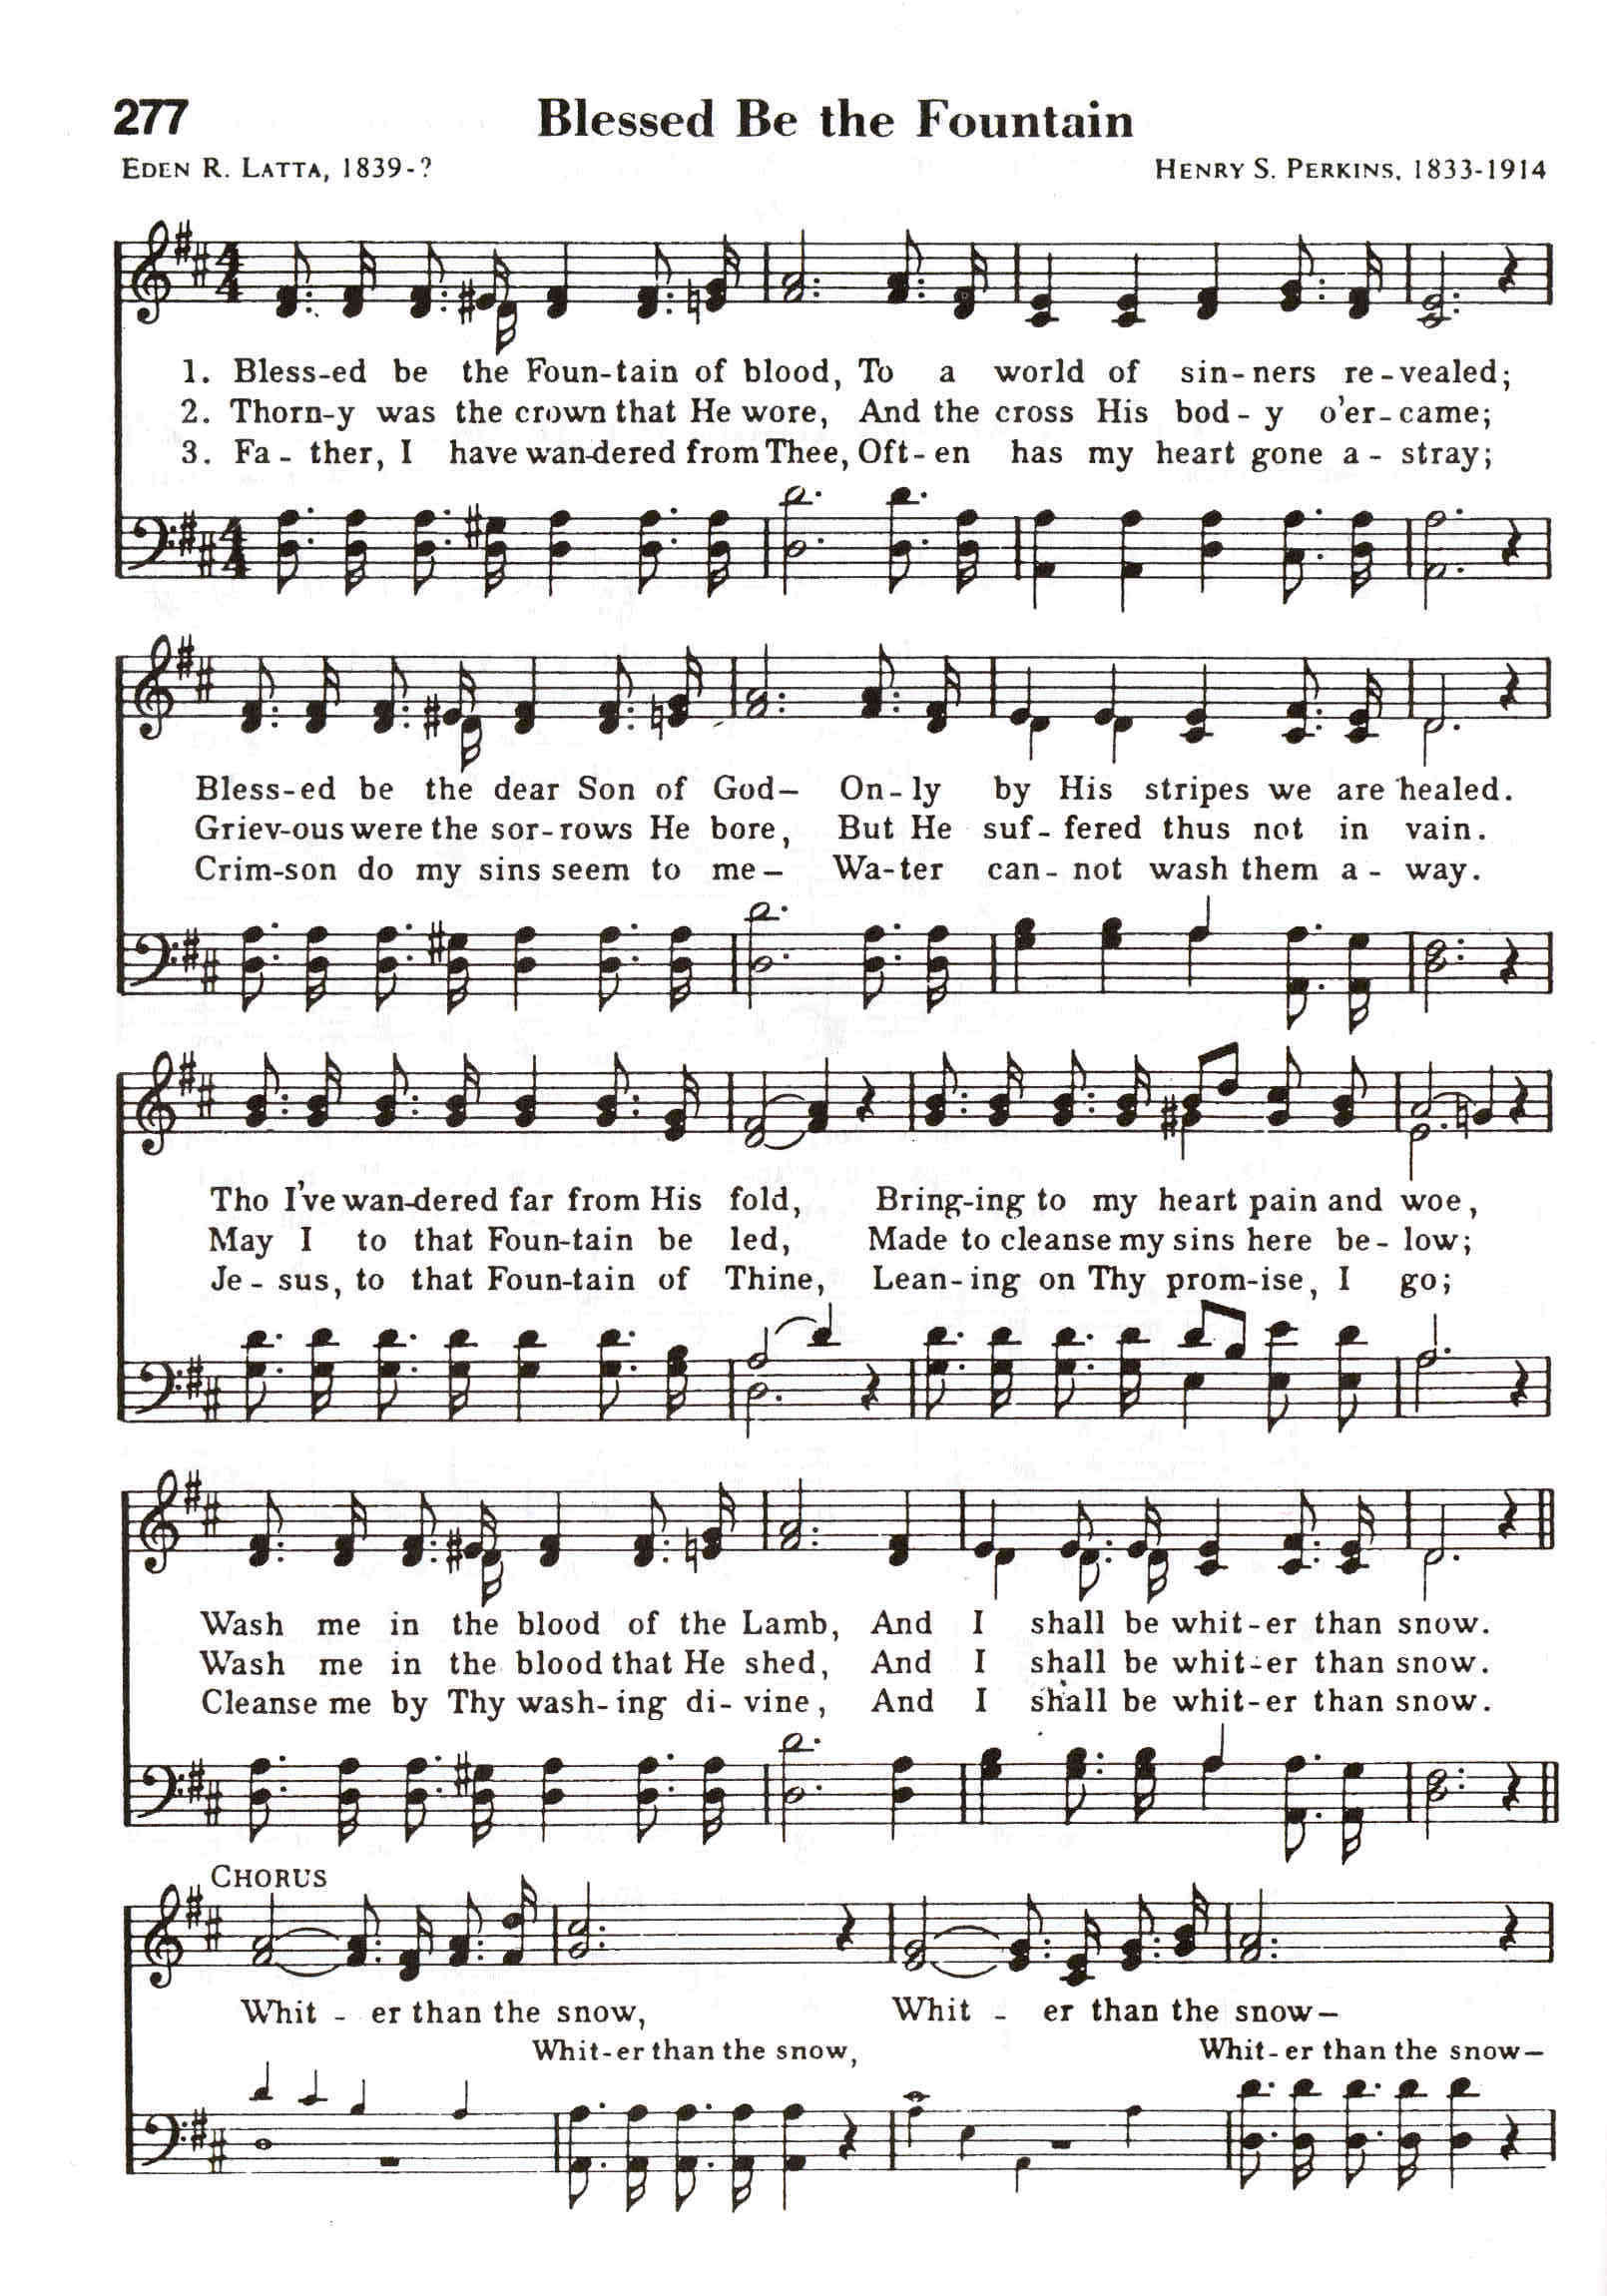 277 Blessed Be the Fountain
EDEN R. LATTA, 1839-? HENRY S. PERKINS, 1833-1914
1. Bless-ed be the Foun-tain of blood, To a world of sin-ners re-vealed;
2. Thorn-y was the crown that He wore, And the cross His bod-y o'er-came;
3. Fa-ther, I have wan-dered from Thee, Oft-en has my heart gone a-stray;
Bless-ed be the dear Son of God— On-ly by His stripes we are healed.
Griev-ous were the sor-rows He bore, But He suf-fered thus not in vain.
Crim-son do my sins seem to me— Wa-ter can-not wash them a-way.
Tho I've wan-dered far from His fold, Bring-ing to my heart pain and woe,
May I to that Foun-tain be led, Made to cleanse my sins here be-low;
Je-sus, to that Foun-tain of Thine, Lean-ing on Thy prom-ise, I go;
Wash me in the blood of the Lamb, And I shall be whit-er than snow.
Wash me in the blood that He shed, And I shall be whit-er than snow.
Cleanse me by Thy wash-ing di-vine, And I shall be whit-er than snow.
CHORUS
Whit-er than the snow, Whit-er than the snow—
Whit-er than the snow, Whit-er than the snow—